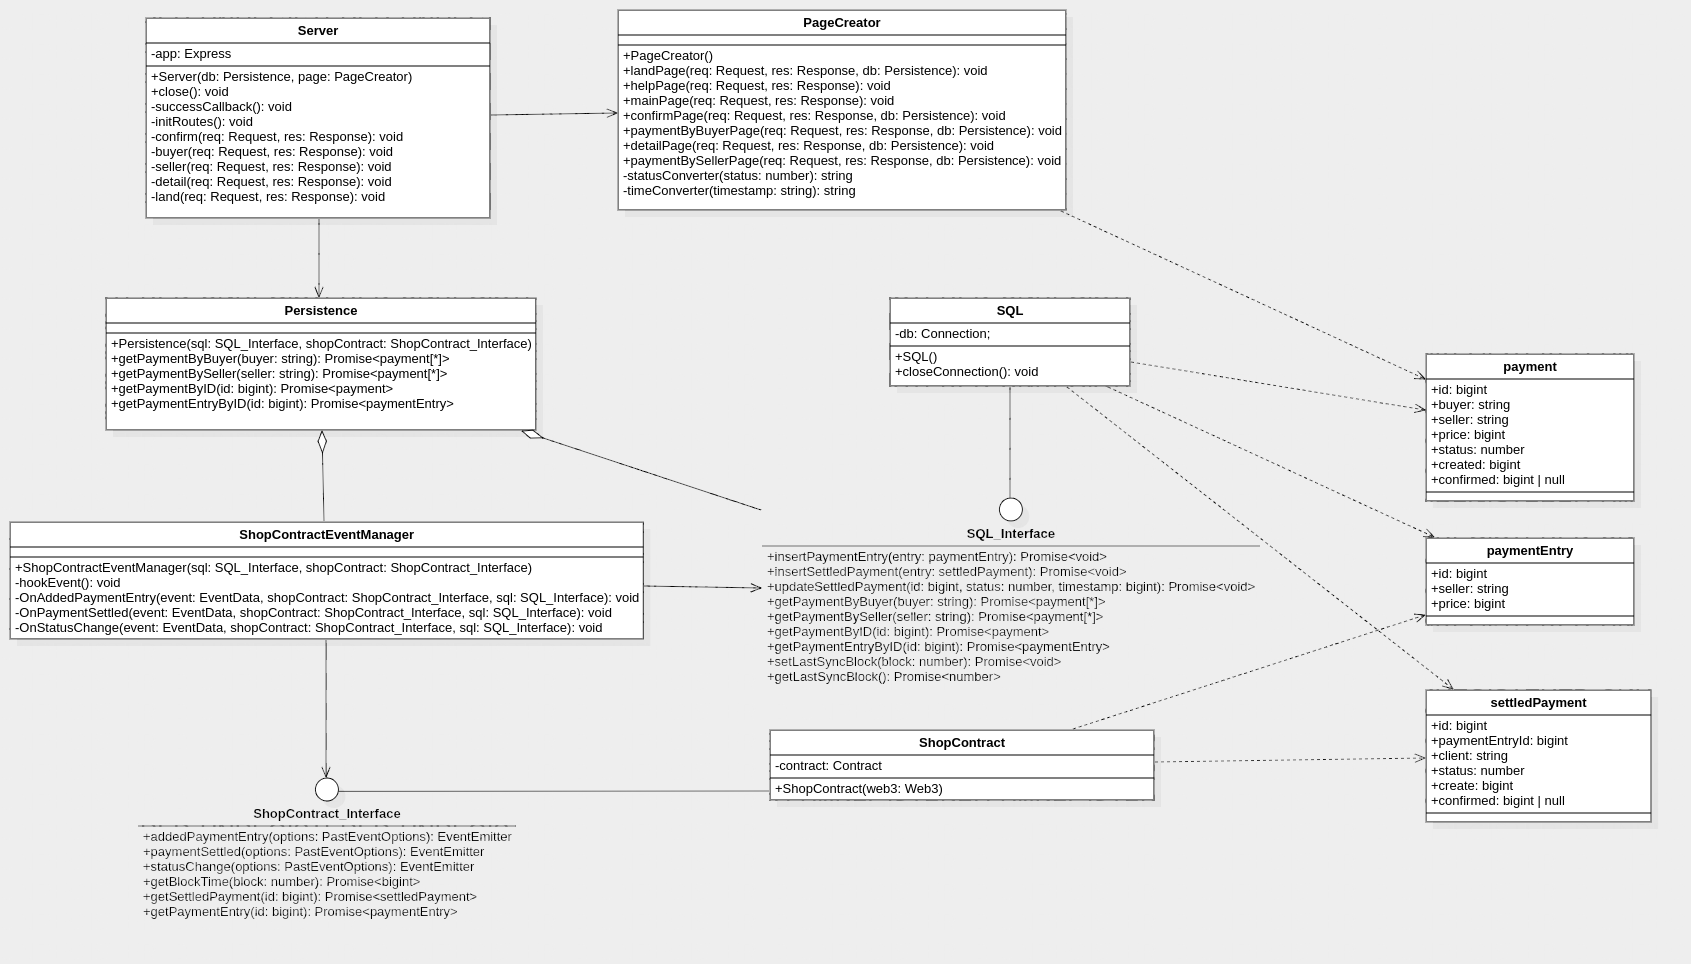 Server
-app: Express
+Server(db: Persistence, page: PageCreator)
+close(): void
-successCallback(): void
-initRoutes(): void
-confirm(req: Request, res: Response): void
-buyer(req: Request, res: Response): void
-seller(req: Request, res: Response): void
-detail(req: Request, res: Response): void
-land(req: Request, res: Response): void
PageCreator
+PageCreator()
+landPage(req: Request, res: Response, db: Persistence): void
+helpPage(req: Request, res: Response): void
+mainPage(req: Request, res: Response): void
+confirmPage(req: Request, res: Response, db: Persistence): void
+paymentByBuyerPage(req: Request, res: Response, db: Persistence): void
+detailPage(req: Request, res: Response, db: Persistence): void
+paymentBySellerPage(req: Request, res: Response, db: Persistence): void
-statusConverter(status: number): string
-timeConverter(timestamp: string): string
Persistence
+Persistence(sql: SQL_Interface, shopContract: ShopContract_Interface)
+getPaymentByBuyer(buyer: string): Promise<payment[*]>
+getPaymentBySeller(seller: string): Promise<payment[*]>
+getPaymentByID(id: bigint): Promise<payment>
+getPaymentEntryByID(id: bigint): Promise<paymentEntry>
SQL
-db: Connection;
+SQL()
+closeConnection(): void
payment
+id: bigint
+buyer: string
+seller: string
+price: bigint
+status: number
+created: bigint
+confirmed: bigint | null
ShopContractEventManager
+ShopContractEventManager(sql: SQL_Interface, shopContract: ShopContract_Interface)
-hookEvent(): void
-OnAddedPaymentEntry(event: EventData, shopContract: ShopContract_Interface, sql: SQL_Interface): void
-OnPaymentSettled(event: EventData, shopContract: ShopContract_Interface, sql: SQL_Interface): void
-OnStatusChange(event: EventData, shopContract: ShopContract_Interface, sql: SQL_Interface): void
SQL_Interface
+insertPaymentEntry(entry: paymentEntry): Promise<void>
+insertSettledPayment(entry: settledPayment): Promise<void>
+updateSettledPayment(id: bigint, status: number, timestamp: bigint): Promise<void>
+getPaymentByBuyer(buyer: string): Promise<payment[*]>
+getPaymentBySeller(seller: string): Promise<payment[*]>
+getPaymentByID(id: bigint): Promise<payment>
+getPaymentEntryByID(id: bigint): Promise<paymentEntry>
+setLastSyncBlock(block: number): Promise<void>
+getLastSyncBlock(): Promise<number>
paymentEntry
+id: bigint
+seller: string
+price: bigint
settledPayment
+id: bigint
+paymentEntryId: bigint
+client: string
+status: number
+create: bigint
+confirmed: bigint | null
ShopContract
-contract: Contract
+ShopContract(web3: Web3)
ShopContract_Interface
+addedPaymentEntry(options: PastEventOptions): EventEmitter
+paymentSettled(options: PastEventOptions): EventEmitter
+statusChange(options: PastEventOptions): EventEmitter
+getBlockTime(block: number): Promise<bigint>
+getSettledPayment(id: bigint): Promise<settledPayment>
+getPaymentEntry(id: bigint): Promise<paymentEntry>